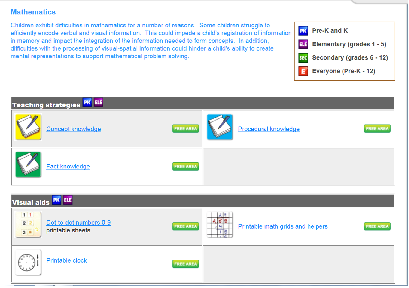 Mathematics
Children exhibit difficulties in mathematics for a number of reasons. Some children struggle to
efficiently encode verbal and visual information. This could impede a child's registration of information
in memory and impact the integration of the information needed to form concepts. In addition,
difficulties with the processing of visual-spatial information could hinder a child's ability to create
mental representations to support mathematical problem solving.
PK Pre-K and K
ELE Elementary (grades 1 - 5)
SEC Secondary (grades 6 - 12)
E Everyone (Pre-K - 12)
Teaching strategies PK ELE
Concept knowledge FREE AREA
Procedural knowledge FREE AREA
Fact knowledge FREE AREA
Visual aids PK ELE
Dot to dot numbers 0-9
printable sheets FREE AREA
Printable math grids and helpers FREE AREA
Printable clock FREE AREA